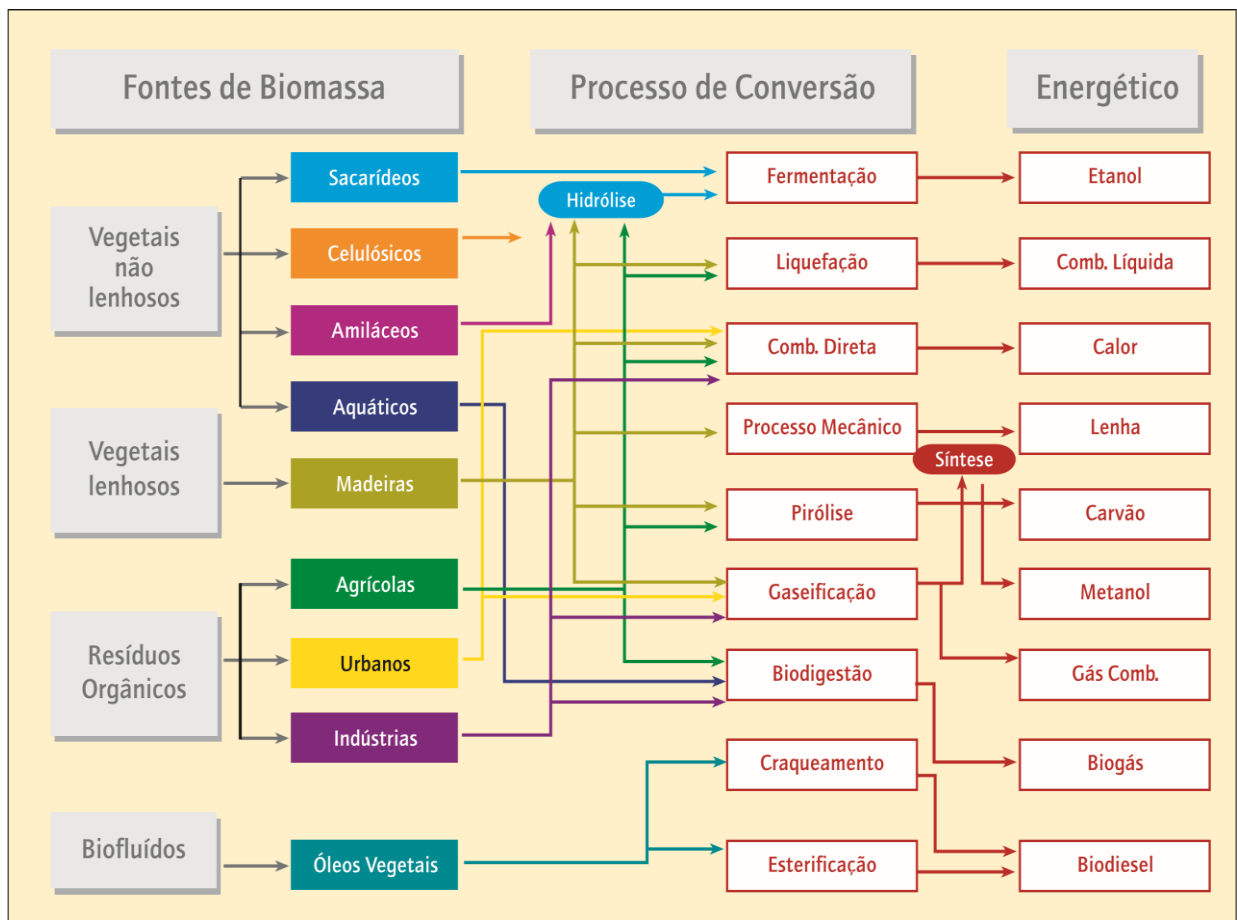 Fontes de Biomassa
Processo de Conversão
Energético
Vegetais
não
lenhosos
Vegetais
lenhosos
Resíduos
Orgânicos
Biofluídos
Sacarídeos
Celulósicos
Amiláceos
Aquáticos
Madeiras
Agrícolas
Urbanos
Indústrias
Óleos Vegetais
Hidrólise
Fermentação
Liquefação
Comb. Direta
Processo Mecânico
Síntese
Pirólise
Gaseificação
Biodigestão
Craqueamento
Esterificação
Etanol
Comb. Líquida
Calor
Lenha
Carvão
Metanol
Gás Comb.
Biogás
Biodiesel